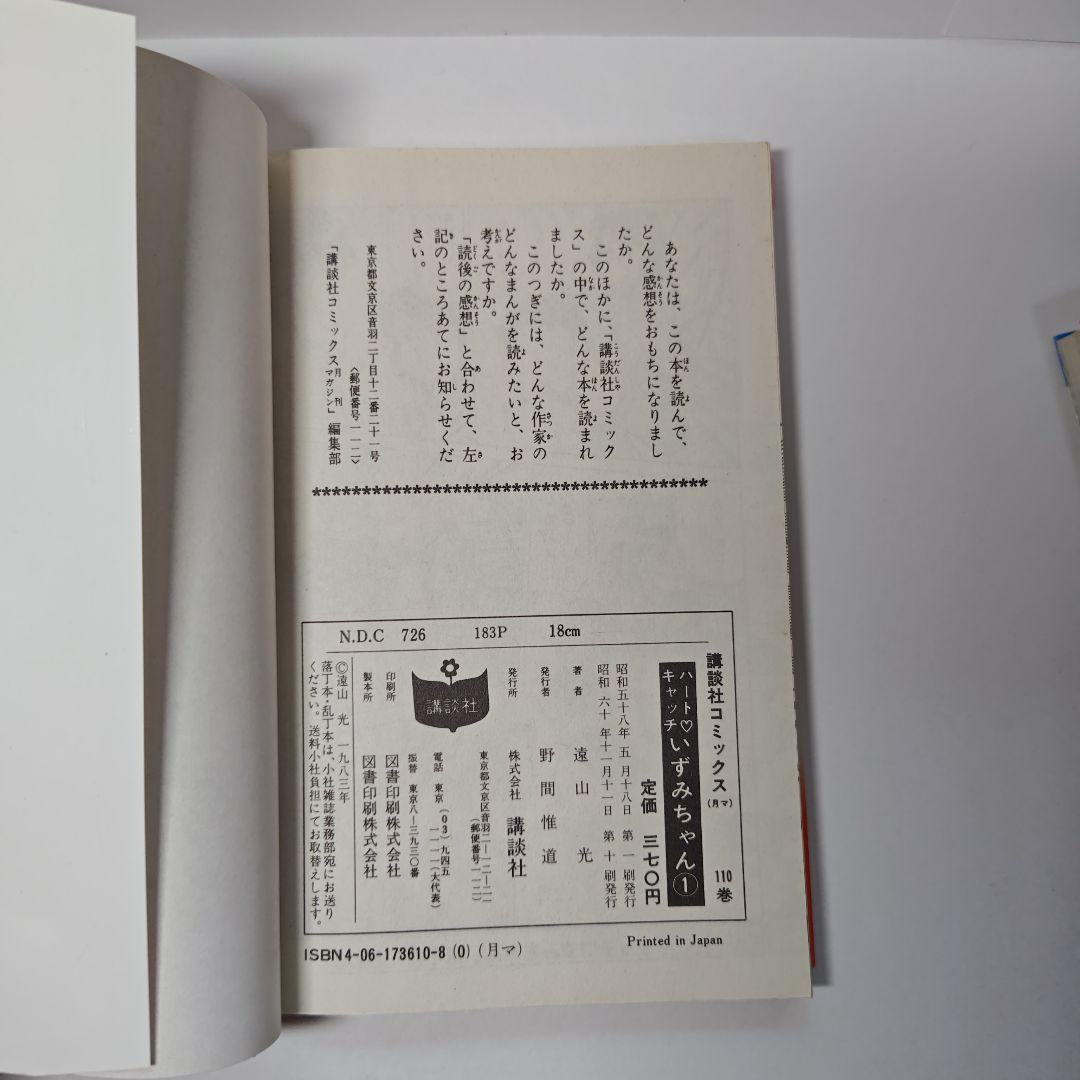 あなたは、この本を読んで、
どんな感想をおもちになりまし
たか。
このほかに、「講談社コミック
ス」の中で、どんな本を読まれ
ましたか。
このつぎには、どんな作家の
どんなまんがを読みたいと、お
考えですか。
「読後の感想」と合わせて、左
記のところあてにお知らせくだ
さい。
東京都文京区音羽二丁目十二番二十一号
〈郵便番号一一二〉
「講談社コミックス月刊マガジン」編集部
***************************************
講談社コミックス(月マ) 110巻
ハート♡キャッチいずみちゃん①
定価 三七〇円
昭和五十八年 五 月十八日 第 一 刷発行
昭和 六十 年十一月十一日 第 十 刷発行
著者 遠山 光
発行者 野間惟道
発行所 株式会社 講談社
東京都文京区音羽二―一二―二一
(郵便番号一一二)
電話 東京(03)九四五
一一一一(大代表)
振替 東京八―三九三〇番
講談社
印刷所 図書印刷株式会社
製本所 図書印刷株式会社
©遠山 光 一九八三年
落丁本・乱丁本は、小社雑誌業務部宛にお送り
ください。送料小社負担にてお取替えします。
N.D.C 726 183P 18cm
ISBN4-06-173610-8 (0) (月マ)
Printed in Japan